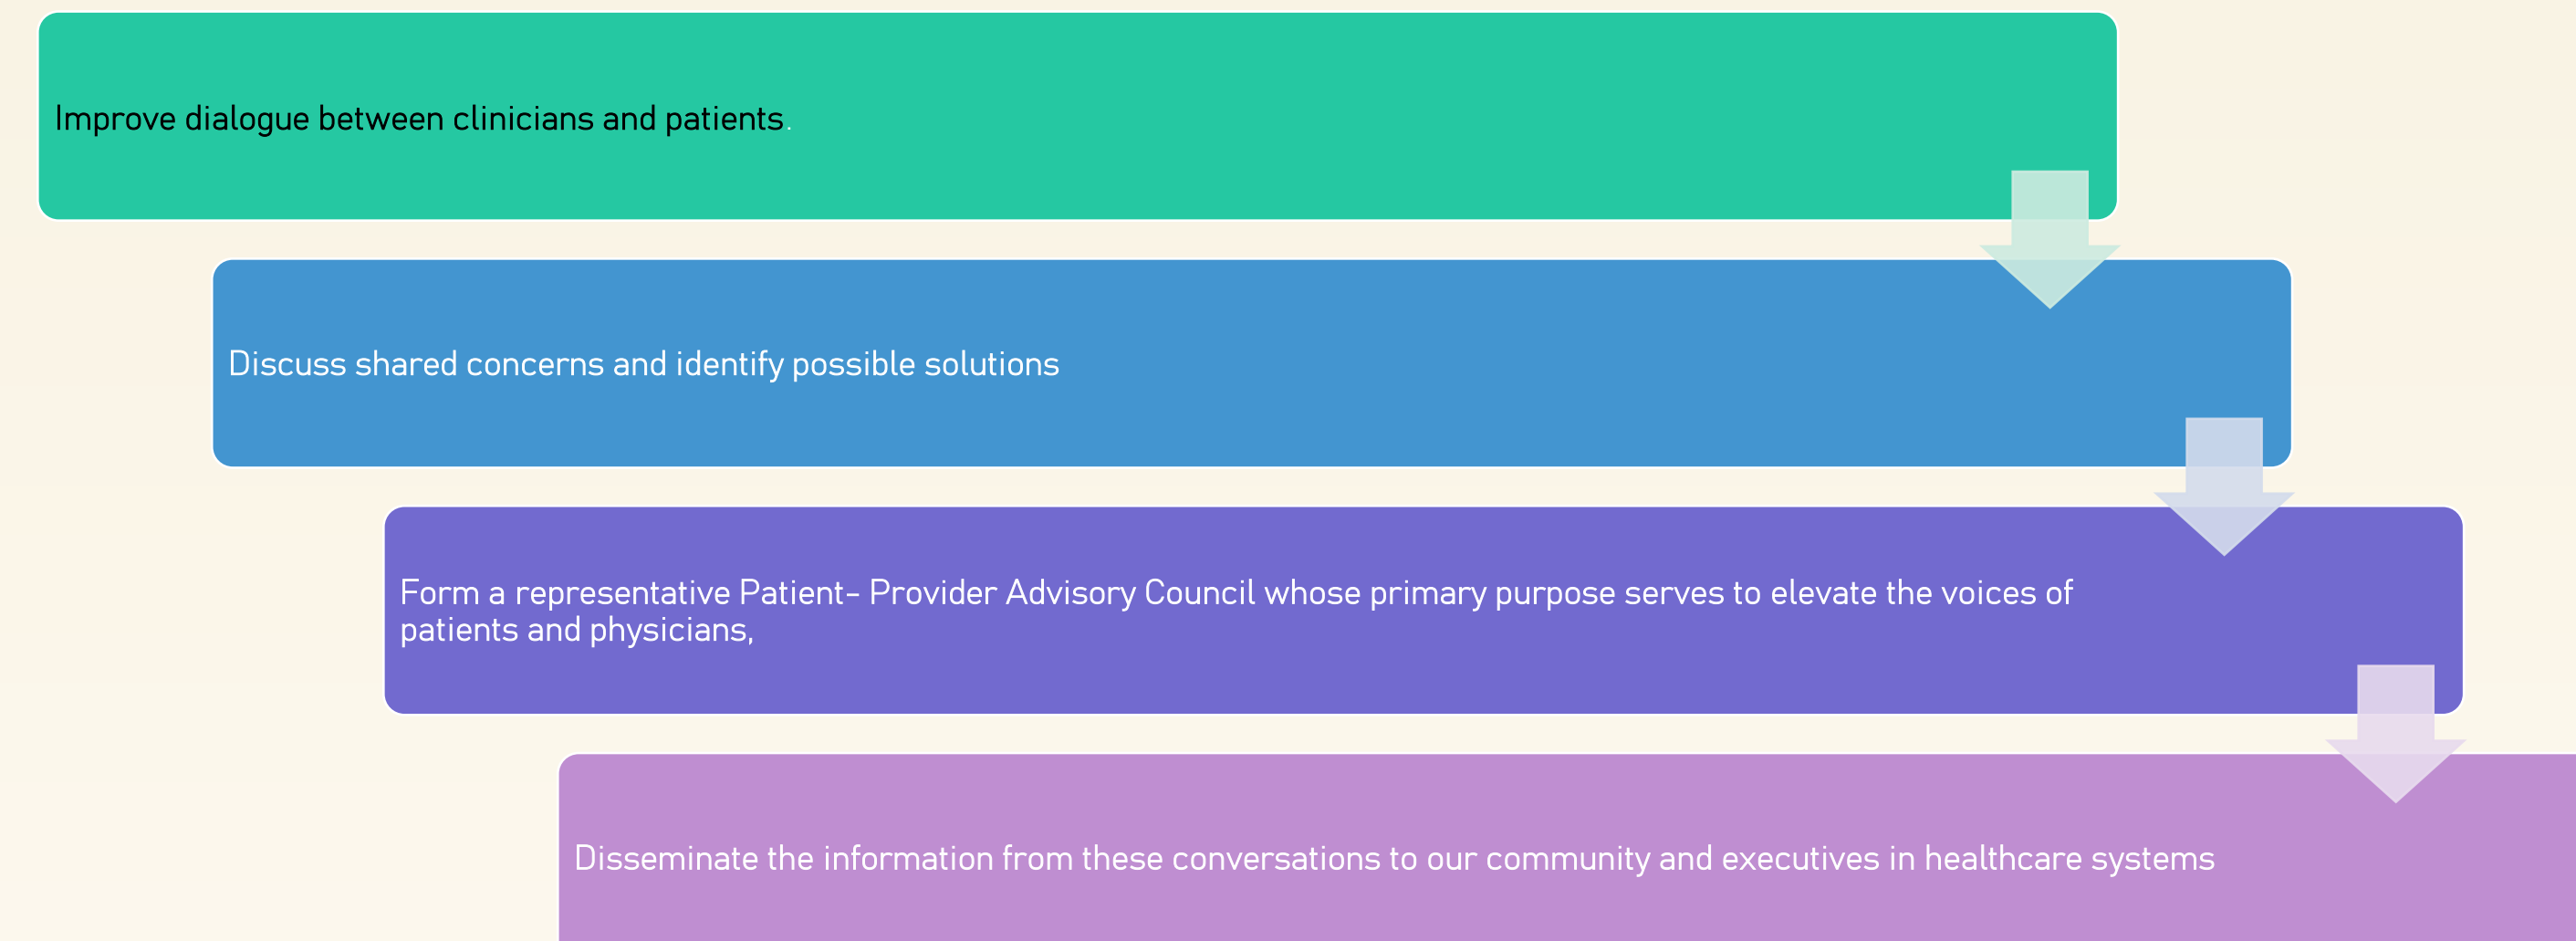 Improve dialogue between clinicians and patients.
Discuss shared concerns and identify possible solutions
Form a representative Patient- Provider Advisory Council whose primary purpose serves to elevate the voices of
patients and physicians,
Disseminate the information from these conversations to our community and executives in healthcare systems